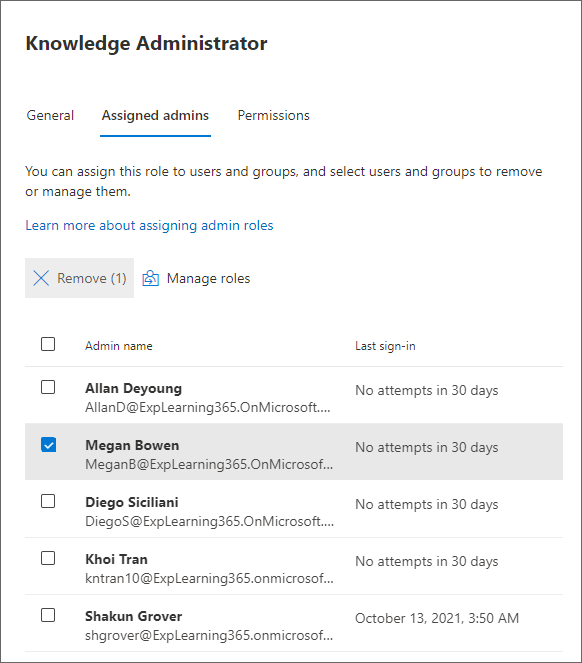 Knowledge Administrator
General Assigned admins Permissions
You can assign this role to users and groups, and select users and groups to remove
or manage them.
Learn more about assigning admin roles
Remove (1) Manage roles
Admin name Last sign-in
Allan Deyoung
AllanD@ExpLearning365.OnMicrosoft.... No attempts in 30 days
Megan Bowen
MeganB@ExpLearning365.OnMicrosof... No attempts in 30 days
Diego Siciliani
DiegoS@ExpLearning365.OnMicrosoft.... No attempts in 30 days
Khoi Tran
kntran10@ExpLearning365.onmicrosof... No attempts in 30 days
Shakun Grover
shgrover@ExpLearning365.onmicrosof... October 13, 2021, 3:50 AM